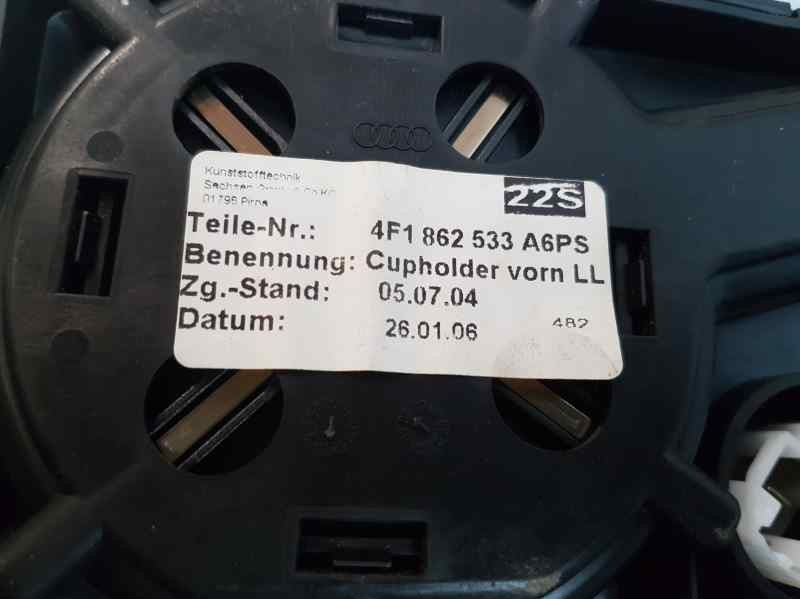 Kunststofftechnik
Sachsen
01796 Pirna
22S
Teile-Nr.: 4F1 862 533 A6PS
Benennung: Cupholder vorn LL
Zg.-Stand: 05.07.04
Datum: 26.01.06 482